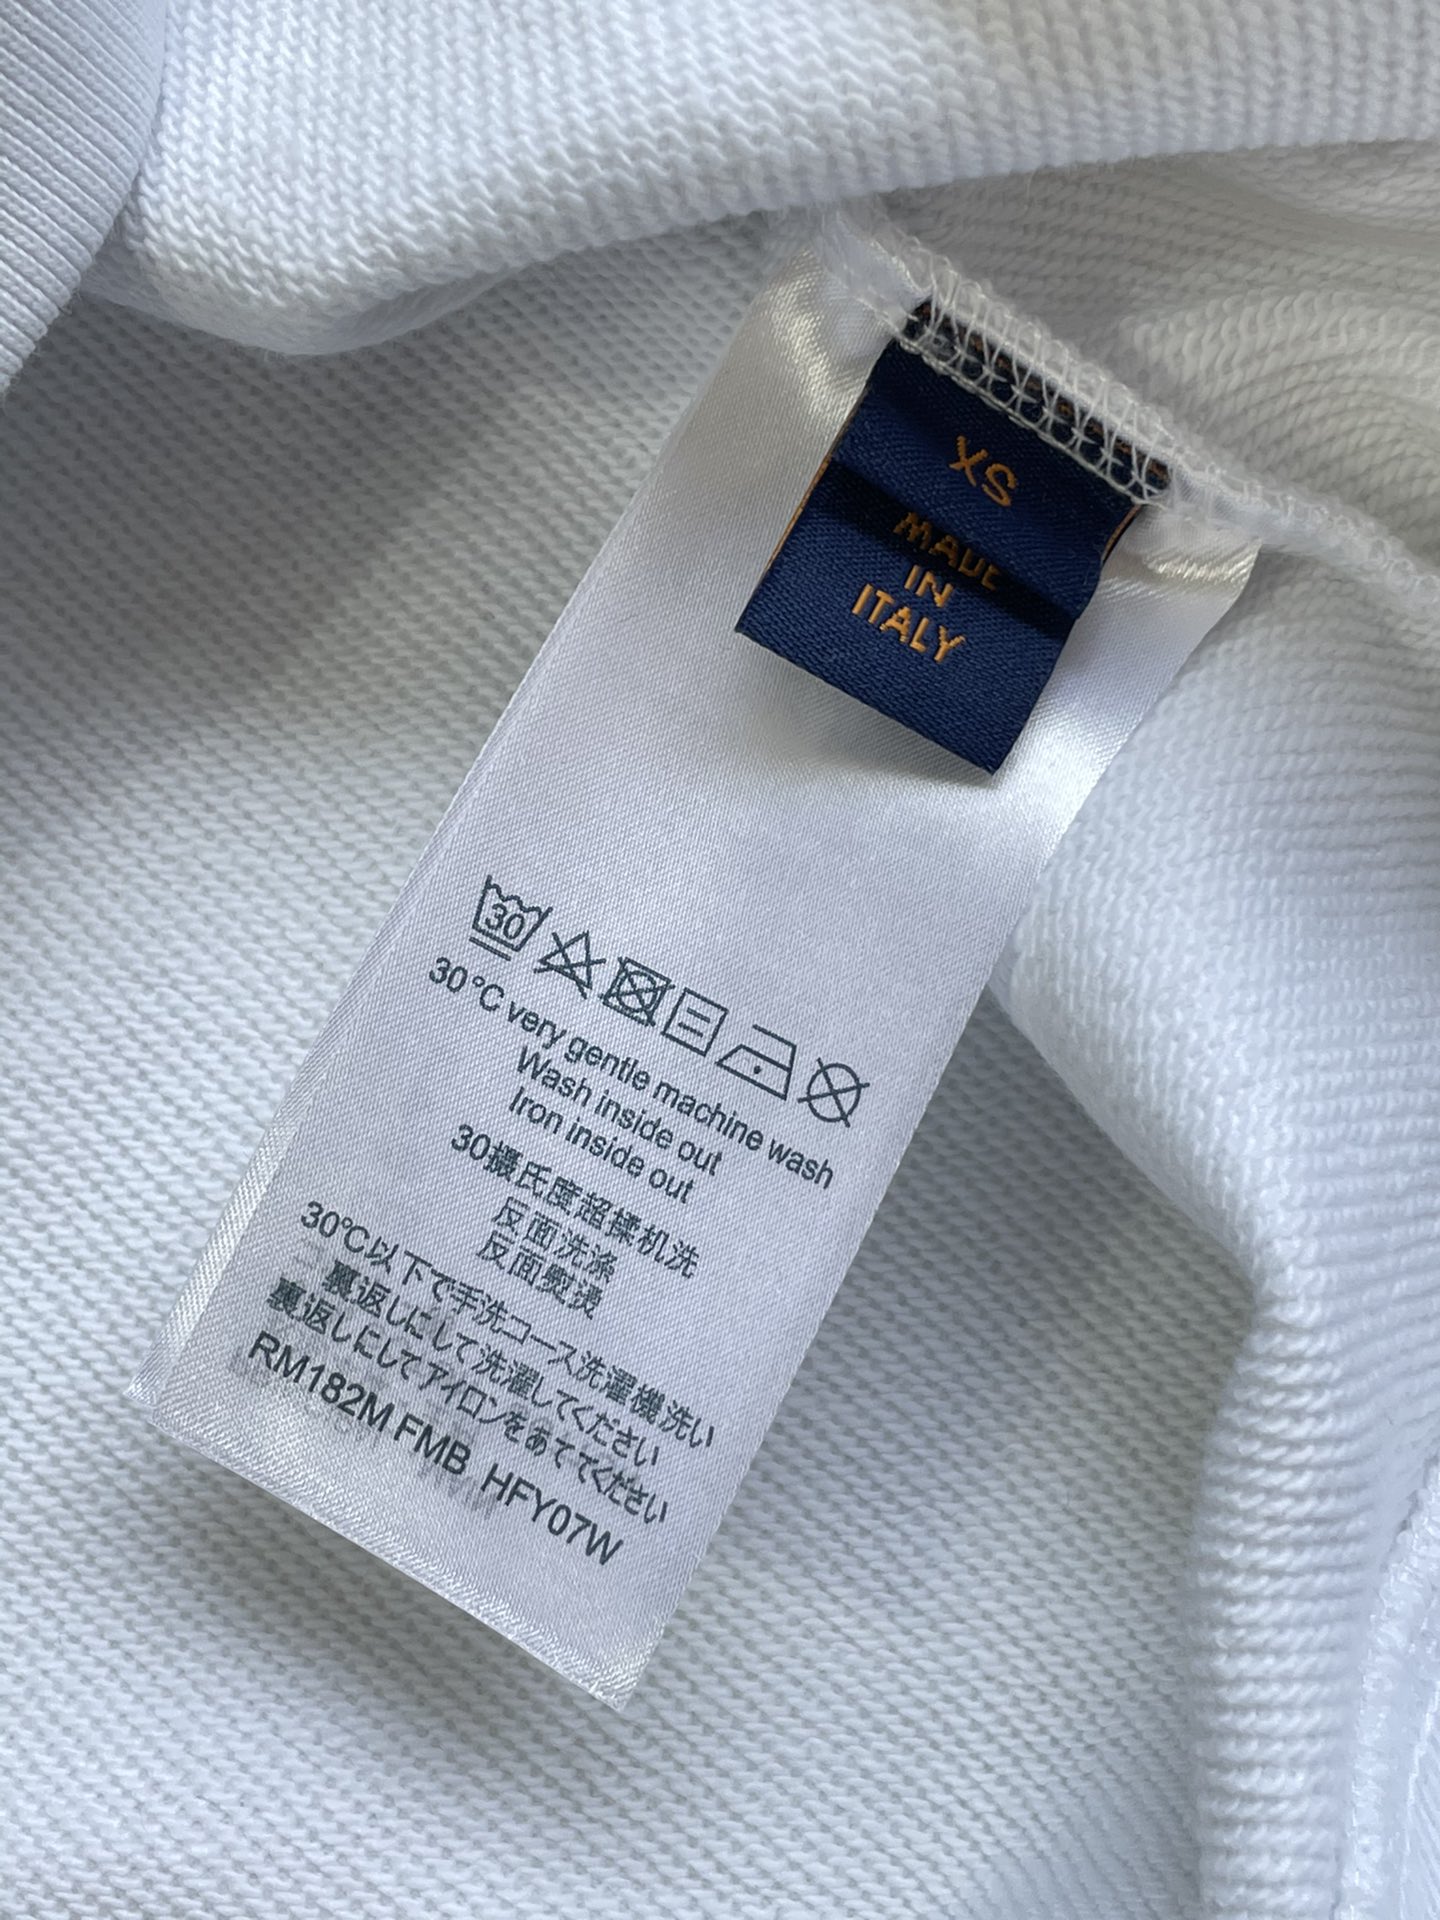 XS
MADE
IN
ITALY
30
30°C very gentle machine wash
Wash inside out
Iron inside out
30摄氏度超揉机洗
反面洗涤
反面熨烫
30℃以下で手洗コース洗濯機洗い
裏返しにして洗濯してください
裏返しにしてアイロンをあててください
RM182M FMB HFY07W